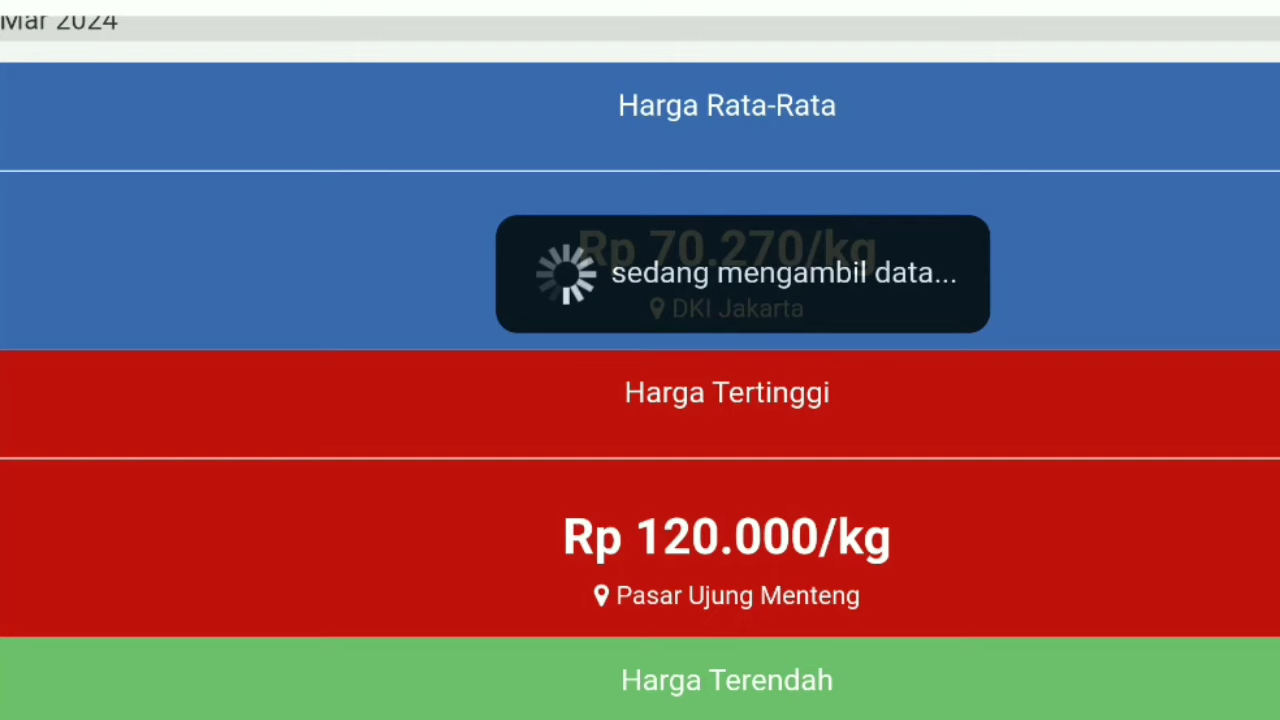 Mar 2024
Harga Rata-Rata
Rp 70.270/kg
sedang mengambil data...
DKI Jakarta
Harga Tertinggi
Rp 120.000/kg
Pasar Ujung Menteng
Harga Terendah